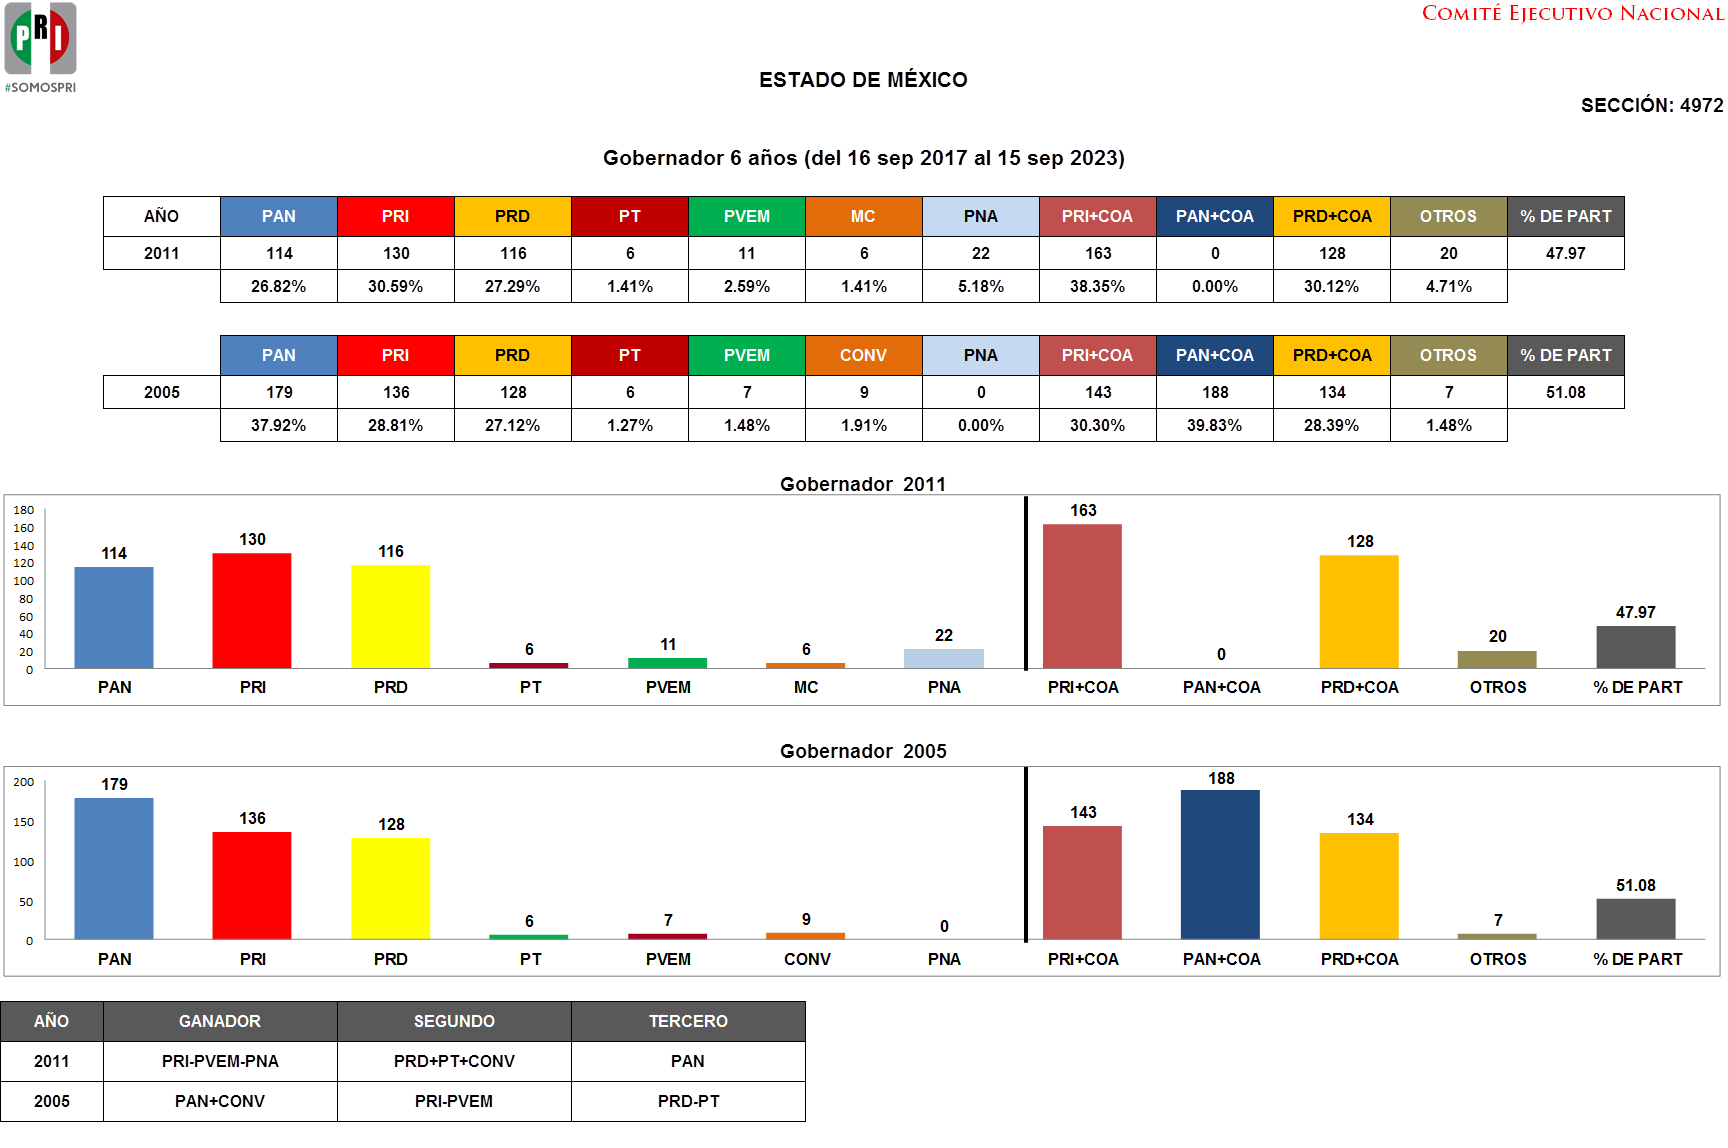 PRI
#SOMOSPRI
COMITÉ EJECUTIVO NACIONAL
ESTADO DE MÉXICO
SECCIÓN: 4972
Gobernador 6 años (del 16 sep 2017 al 15 sep 2023)
AÑO PAN PRI PRD PT PVEM MC PNA PRI+COA PAN+COA PRD+COA OTROS % DE PART
2011 114 130 116 6 11 6 22 163 0 128 20 47.97
26.82% 30.59% 27.29% 1.41% 2.59% 1.41% 5.18% 38.35% 0.00% 30.12% 4.71%
PAN PRI PRD PT PVEM CONV PNA PRI+COA PAN+COA PRD+COA OTROS % DE PART
2005 179 136 128 6 7 9 0 143 188 134 7 51.08
37.92% 28.81% 27.12% 1.27% 1.48% 1.91% 0.00% 30.30% 39.83% 28.39% 1.48%
Gobernador 2011
180
160
140
120
100
80
60
40
20
0
114 130 116 6 11 6 22 163 0 128 20 47.97
PAN PRI PRD PT PVEM MC PNA PRI+COA PAN+COA PRD+COA OTROS % DE PART
Gobernador 2005
200
150
100
50
0
179 136 128 6 7 9 0 143 188 134 7 51.08
PAN PRI PRD PT PVEM CONV PNA PRI+COA PAN+COA PRD+COA OTROS % DE PART
AÑO GANADOR SEGUNDO TERCERO
2011 PRI-PVEM-PNA PRD+PT+CONV PAN
2005 PAN+CONV PRI-PVEM PRD-PT